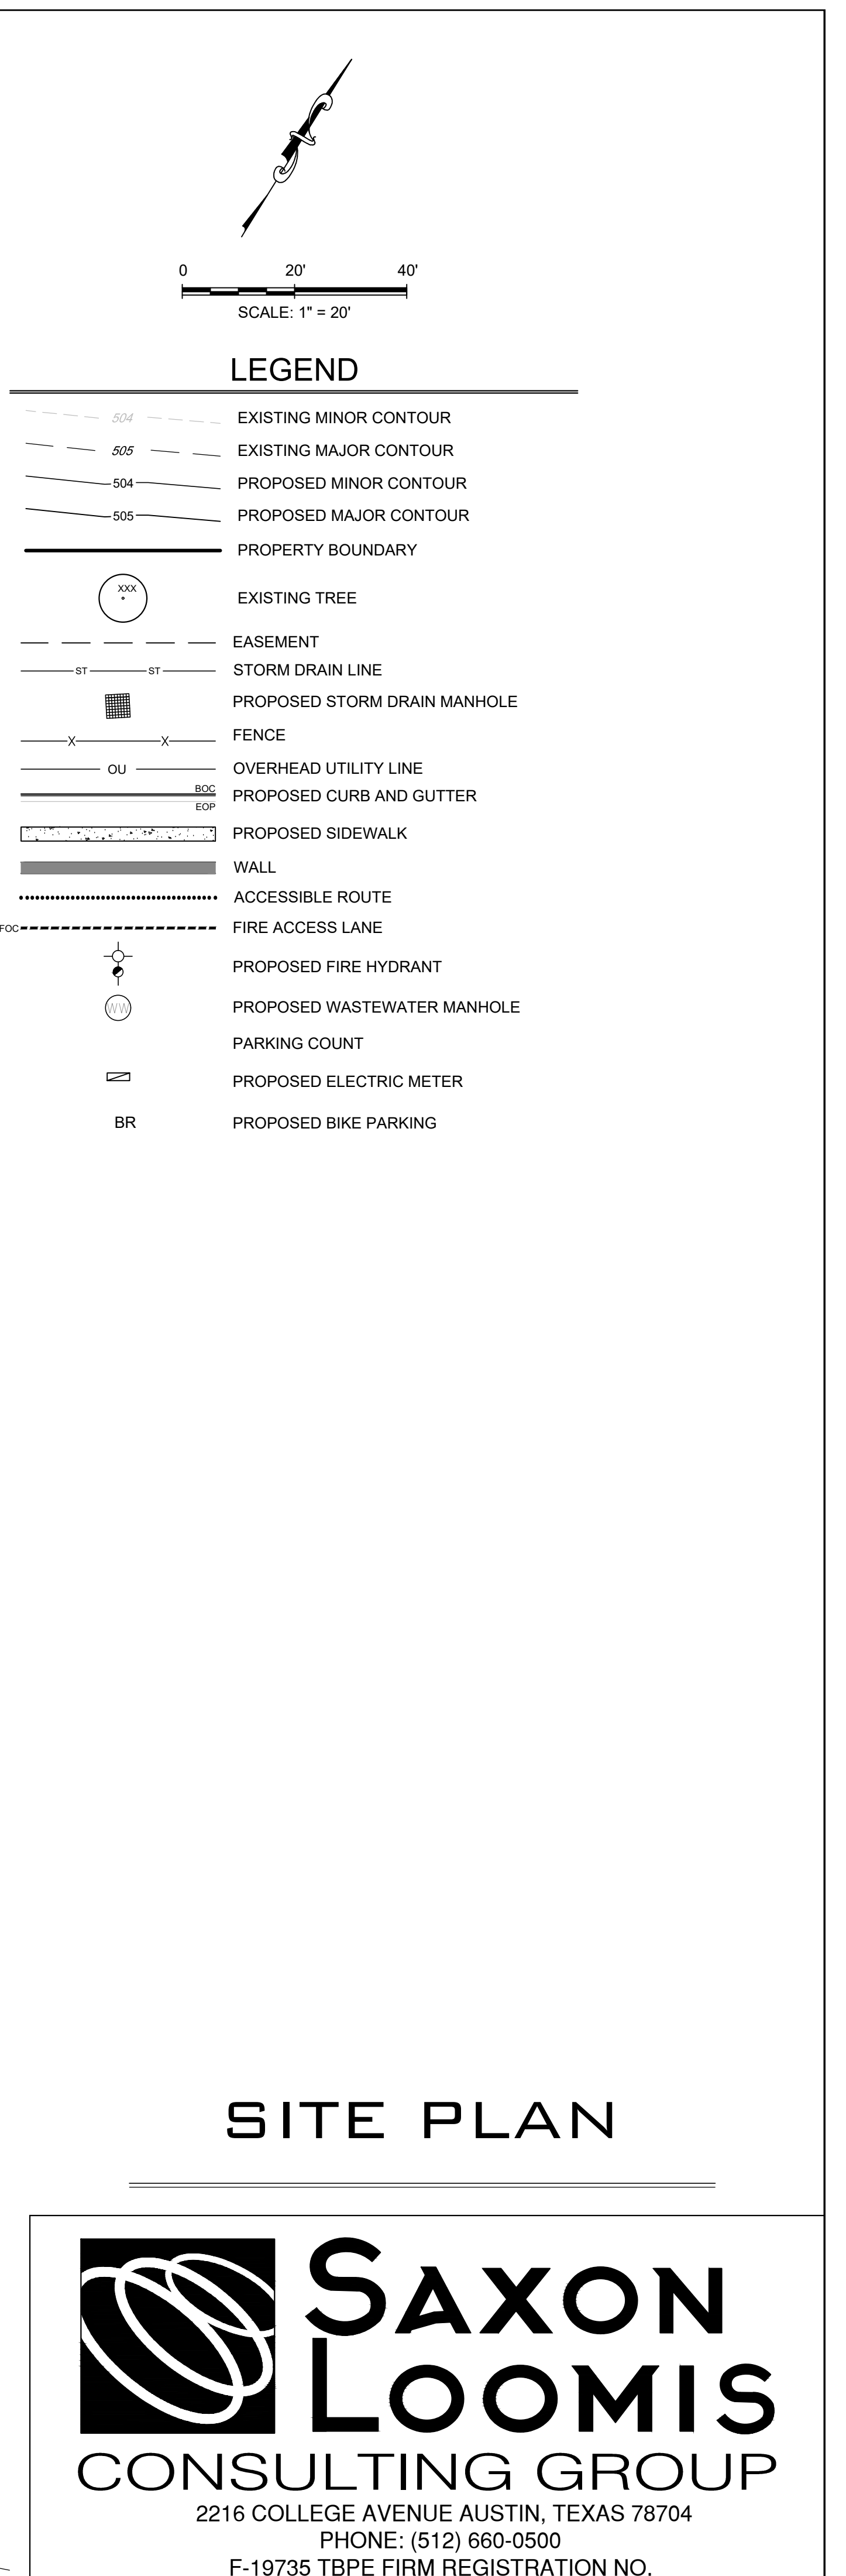 0 20' 40'
SCALE: 1" = 20'
LEGEND
504 EXISTING MINOR CONTOUR
505 EXISTING MAJOR CONTOUR
504 PROPOSED MINOR CONTOUR
505 PROPOSED MAJOR CONTOUR
PROPERTY BOUNDARY
XXX EXISTING TREE
EASEMENT
ST ST STORM DRAIN LINE
PROPOSED STORM DRAIN MANHOLE
X X FENCE
OU OVERHEAD UTILITY LINE
BOC
PROPOSED CURB AND GUTTER
EOP
PROPOSED SIDEWALK
WALL
ACCESSIBLE ROUTE
FOC FIRE ACCESS LANE
PROPOSED FIRE HYDRANT
WW PROPOSED WASTEWATER MANHOLE
PARKING COUNT
PROPOSED ELECTRIC METER
BR PROPOSED BIKE PARKING
SITE PLAN
SAXON
LOOMIS
CONSULTING GROUP
2216 COLLEGE AVENUE AUSTIN, TEXAS 78704
PHONE: (512) 660-0500
F-19735 TBPE FIRM REGISTRATION NO.